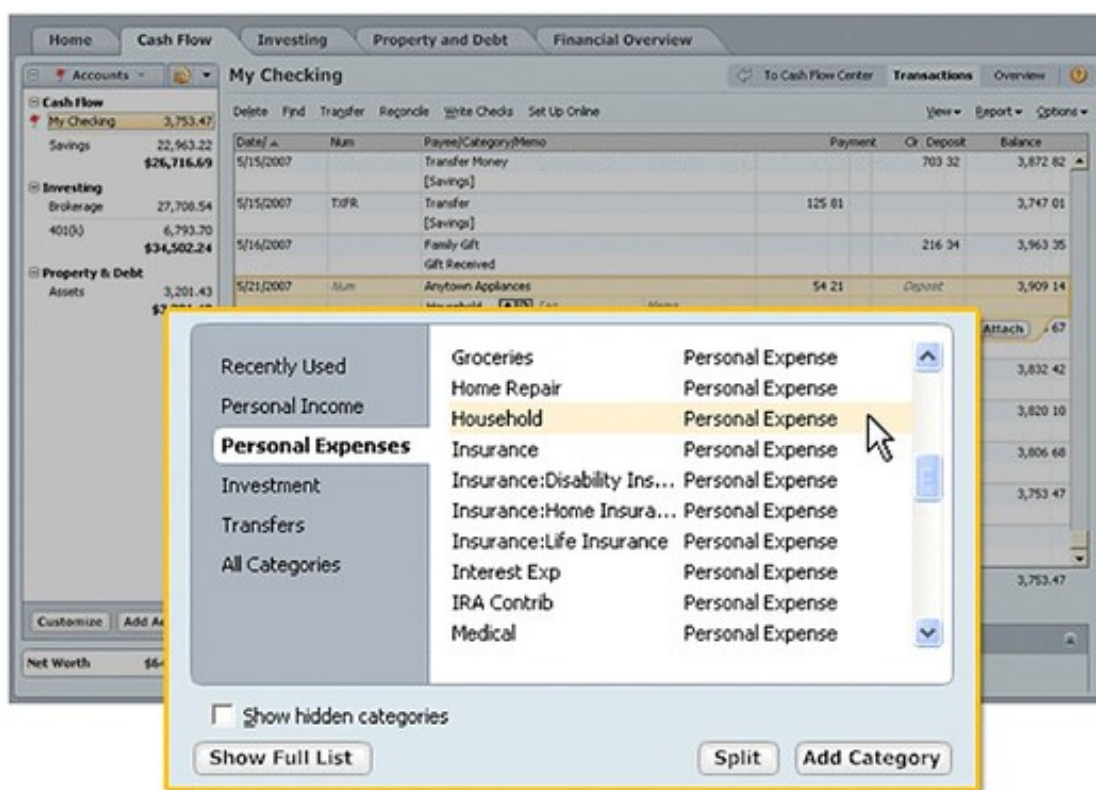 Home Cash Flow Investing Property and Debt Financial Overview
Accounts
My Checking
To Cash Flow Center Transactions Overview ?
Cash Flow
My Checking 3,753.47
Savings 22,963.22
$26,716.69
Investing
Brokerage 27,708.54
401(k) 6,793.70
$34,502.24
Property & Debt
Assets 3,201.43
Customize
Net Worth
Delete Find Transfer Reconcile Write Checks Set Up Online View Report Options
Date/ Num Payee/Category/Memo Payment Clr Deposit Balance
5/15/2007 Transfer Money 703 32 3,872 82
[Savings]
5/15/2007 TXFR Transfer 125 81 3,747 01
[Savings]
5/16/2007 Family Gift 216 34 3,963 35
Gift Received
5/21/2007 Num Anytown Appliances 54 21 Deposit 3,909 14
Attach 67
3,832 42
3,820 10
3,806 68
3,753 47
3,753.47
Recently Used
Personal Income
Personal Expenses
Investment
Transfers
All Categories
Groceries Personal Expense
Home Repair Personal Expense
Household Personal Expense
Insurance Personal Expense
Insurance:Disability Ins... Personal Expense
Insurance:Home Insura... Personal Expense
Insurance:Life Insurance Personal Expense
Interest Exp Personal Expense
IRA Contrib Personal Expense
Medical Personal Expense
Show hidden categories
Show Full List Split Add Category